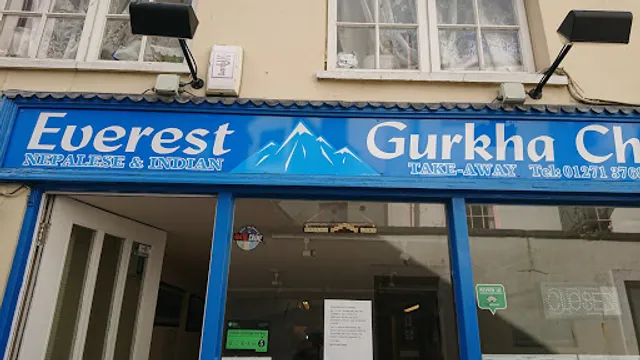 Everest
NEPALESE & INDIAN
Gurkha Ch
TAKE-AWAY Tel: 01271 376
CLOSED